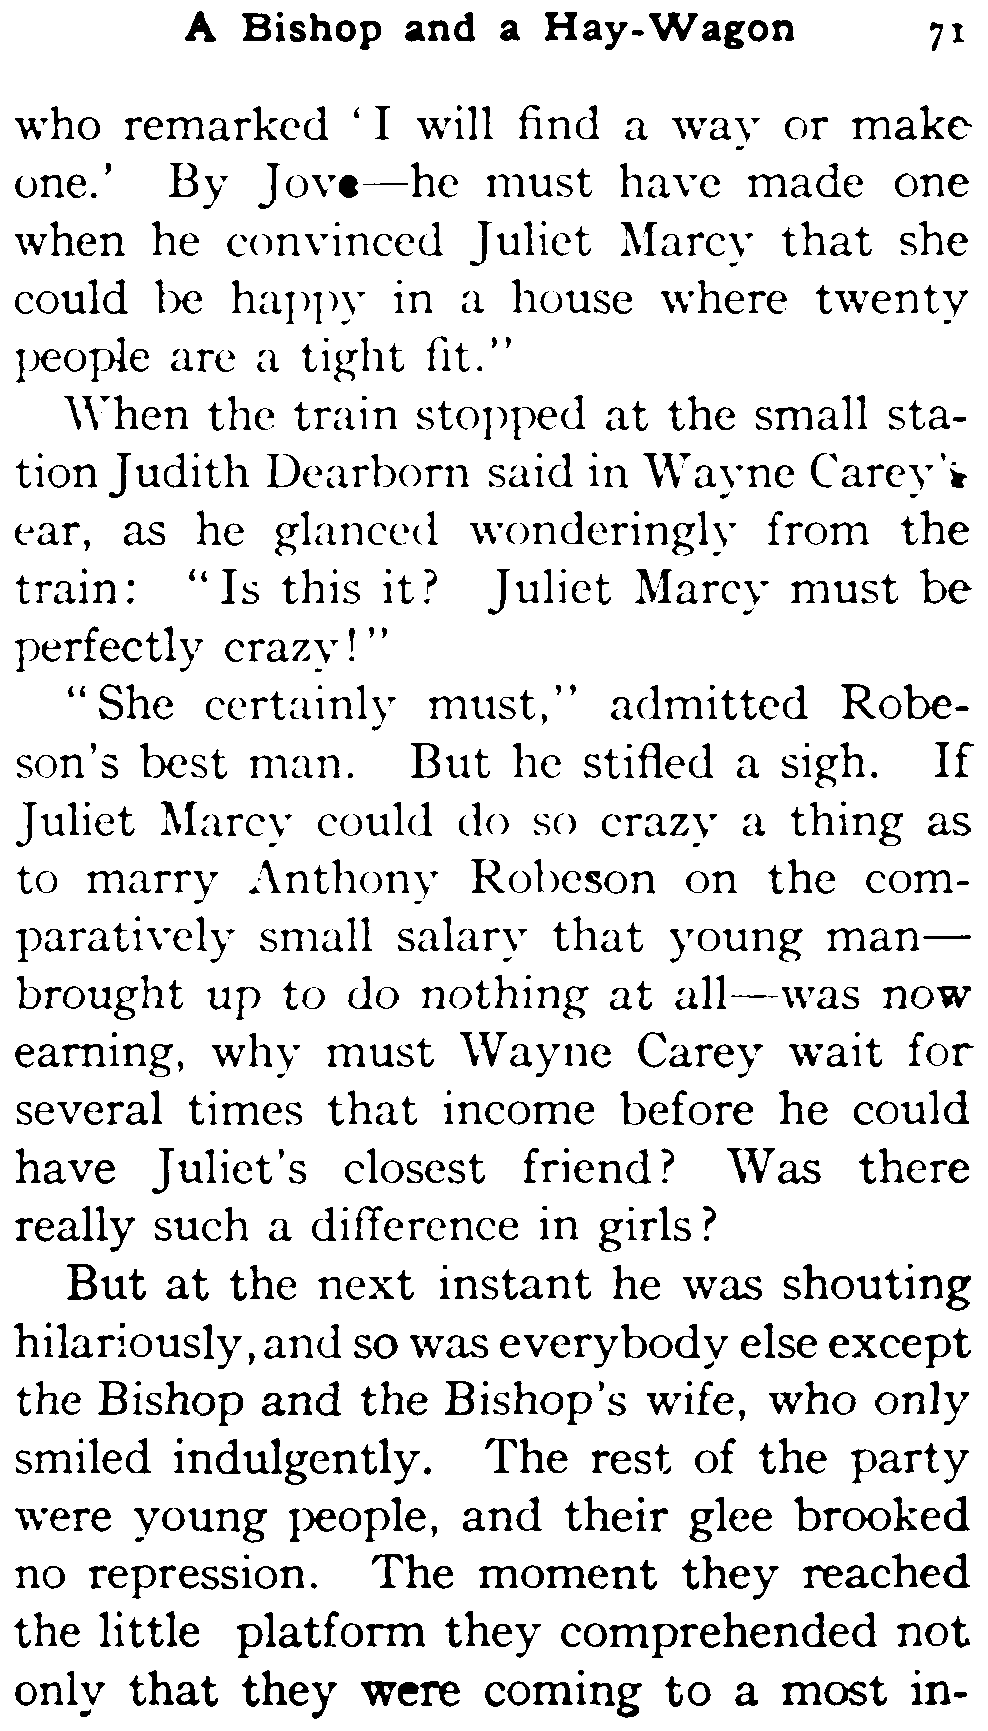 A Bishop and a Hay-Wagon 71
who remarked ‘I will find a way or make
one.’ By Jove—he must have made one
when he convinced Juliet Marcy that she
could be happy in a house where twenty
people are a tight fit.”
When the train stopped at the small sta-
tion Judith Dearborn said in Wayne Carey’s
ear, as he glanced wonderingly from the
train: “Is this it? Juliet Marcy must be
perfectly crazy!”
“She certainly must,” admitted Robe-
son’s best man. But he stifled a sigh. If
Juliet Marcy could do so crazy a thing as
to marry Anthony Robeson on the com-
paratively small salary that young man—
brought up to do nothing at all—was now
earning, why must Wayne Carey wait for
several times that income before he could
have Juliet’s closest friend? Was there
really such a difference in girls?
But at the next instant he was shouting
hilariously, and so was everybody else except
the Bishop and the Bishop’s wife, who only
smiled indulgently. The rest of the party
were young people, and their glee brooked
no repression. The moment they reached
the little platform they comprehended not
only that they were coming to a most in-